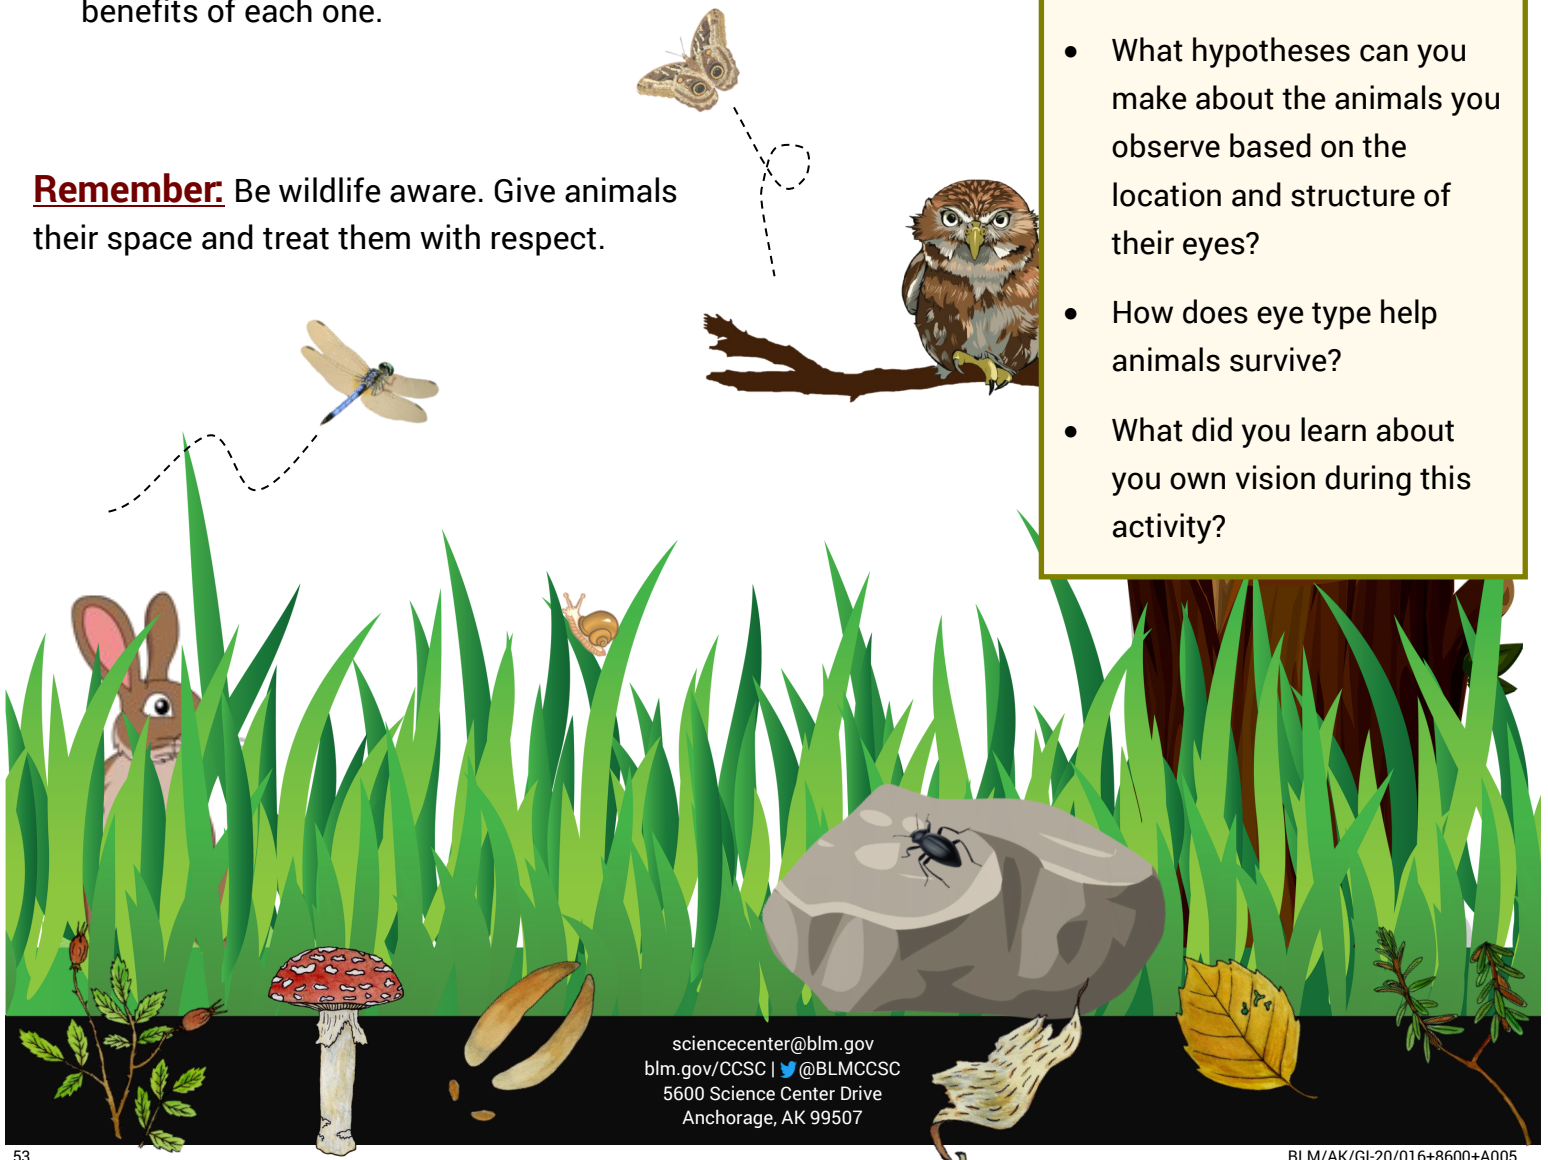 benefits of each one.
Remember: Be wildlife aware. Give animals
their space and treat them with respect.
• What hypotheses can you
make about the animals you
observe based on the
location and structure of
their eyes?
• How does eye type help
animals survive?
• What did you learn about
you own vision during this
activity?
sciencecenter@blm.gov
blm.gov/CCSC | @BLMCCSC
5600 Science Center Drive
Anchorage, AK 99507
53
BLM/AK/GI-20/016+8600+A005